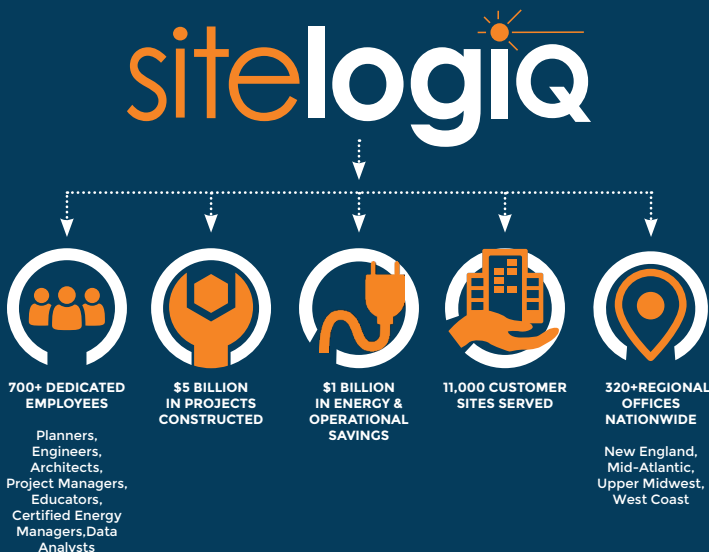 sitelogiQ
700+ DEDICATED
EMPLOYEES
Planners,
Engineers,
Architects,
Project Managers,
Educators,
Certified Energy
Managers,Data
Analysts
$5 BILLION
IN PROJECTS
CONSTRUCTED
$1 BILLION
IN ENERGY &
OPERATIONAL
SAVINGS
11,000 CUSTOMER
SITES SERVED
320+REGIONAL
OFFICES
NATIONWIDE
New England,
Mid-Atlantic,
Upper Midwest,
West Coast